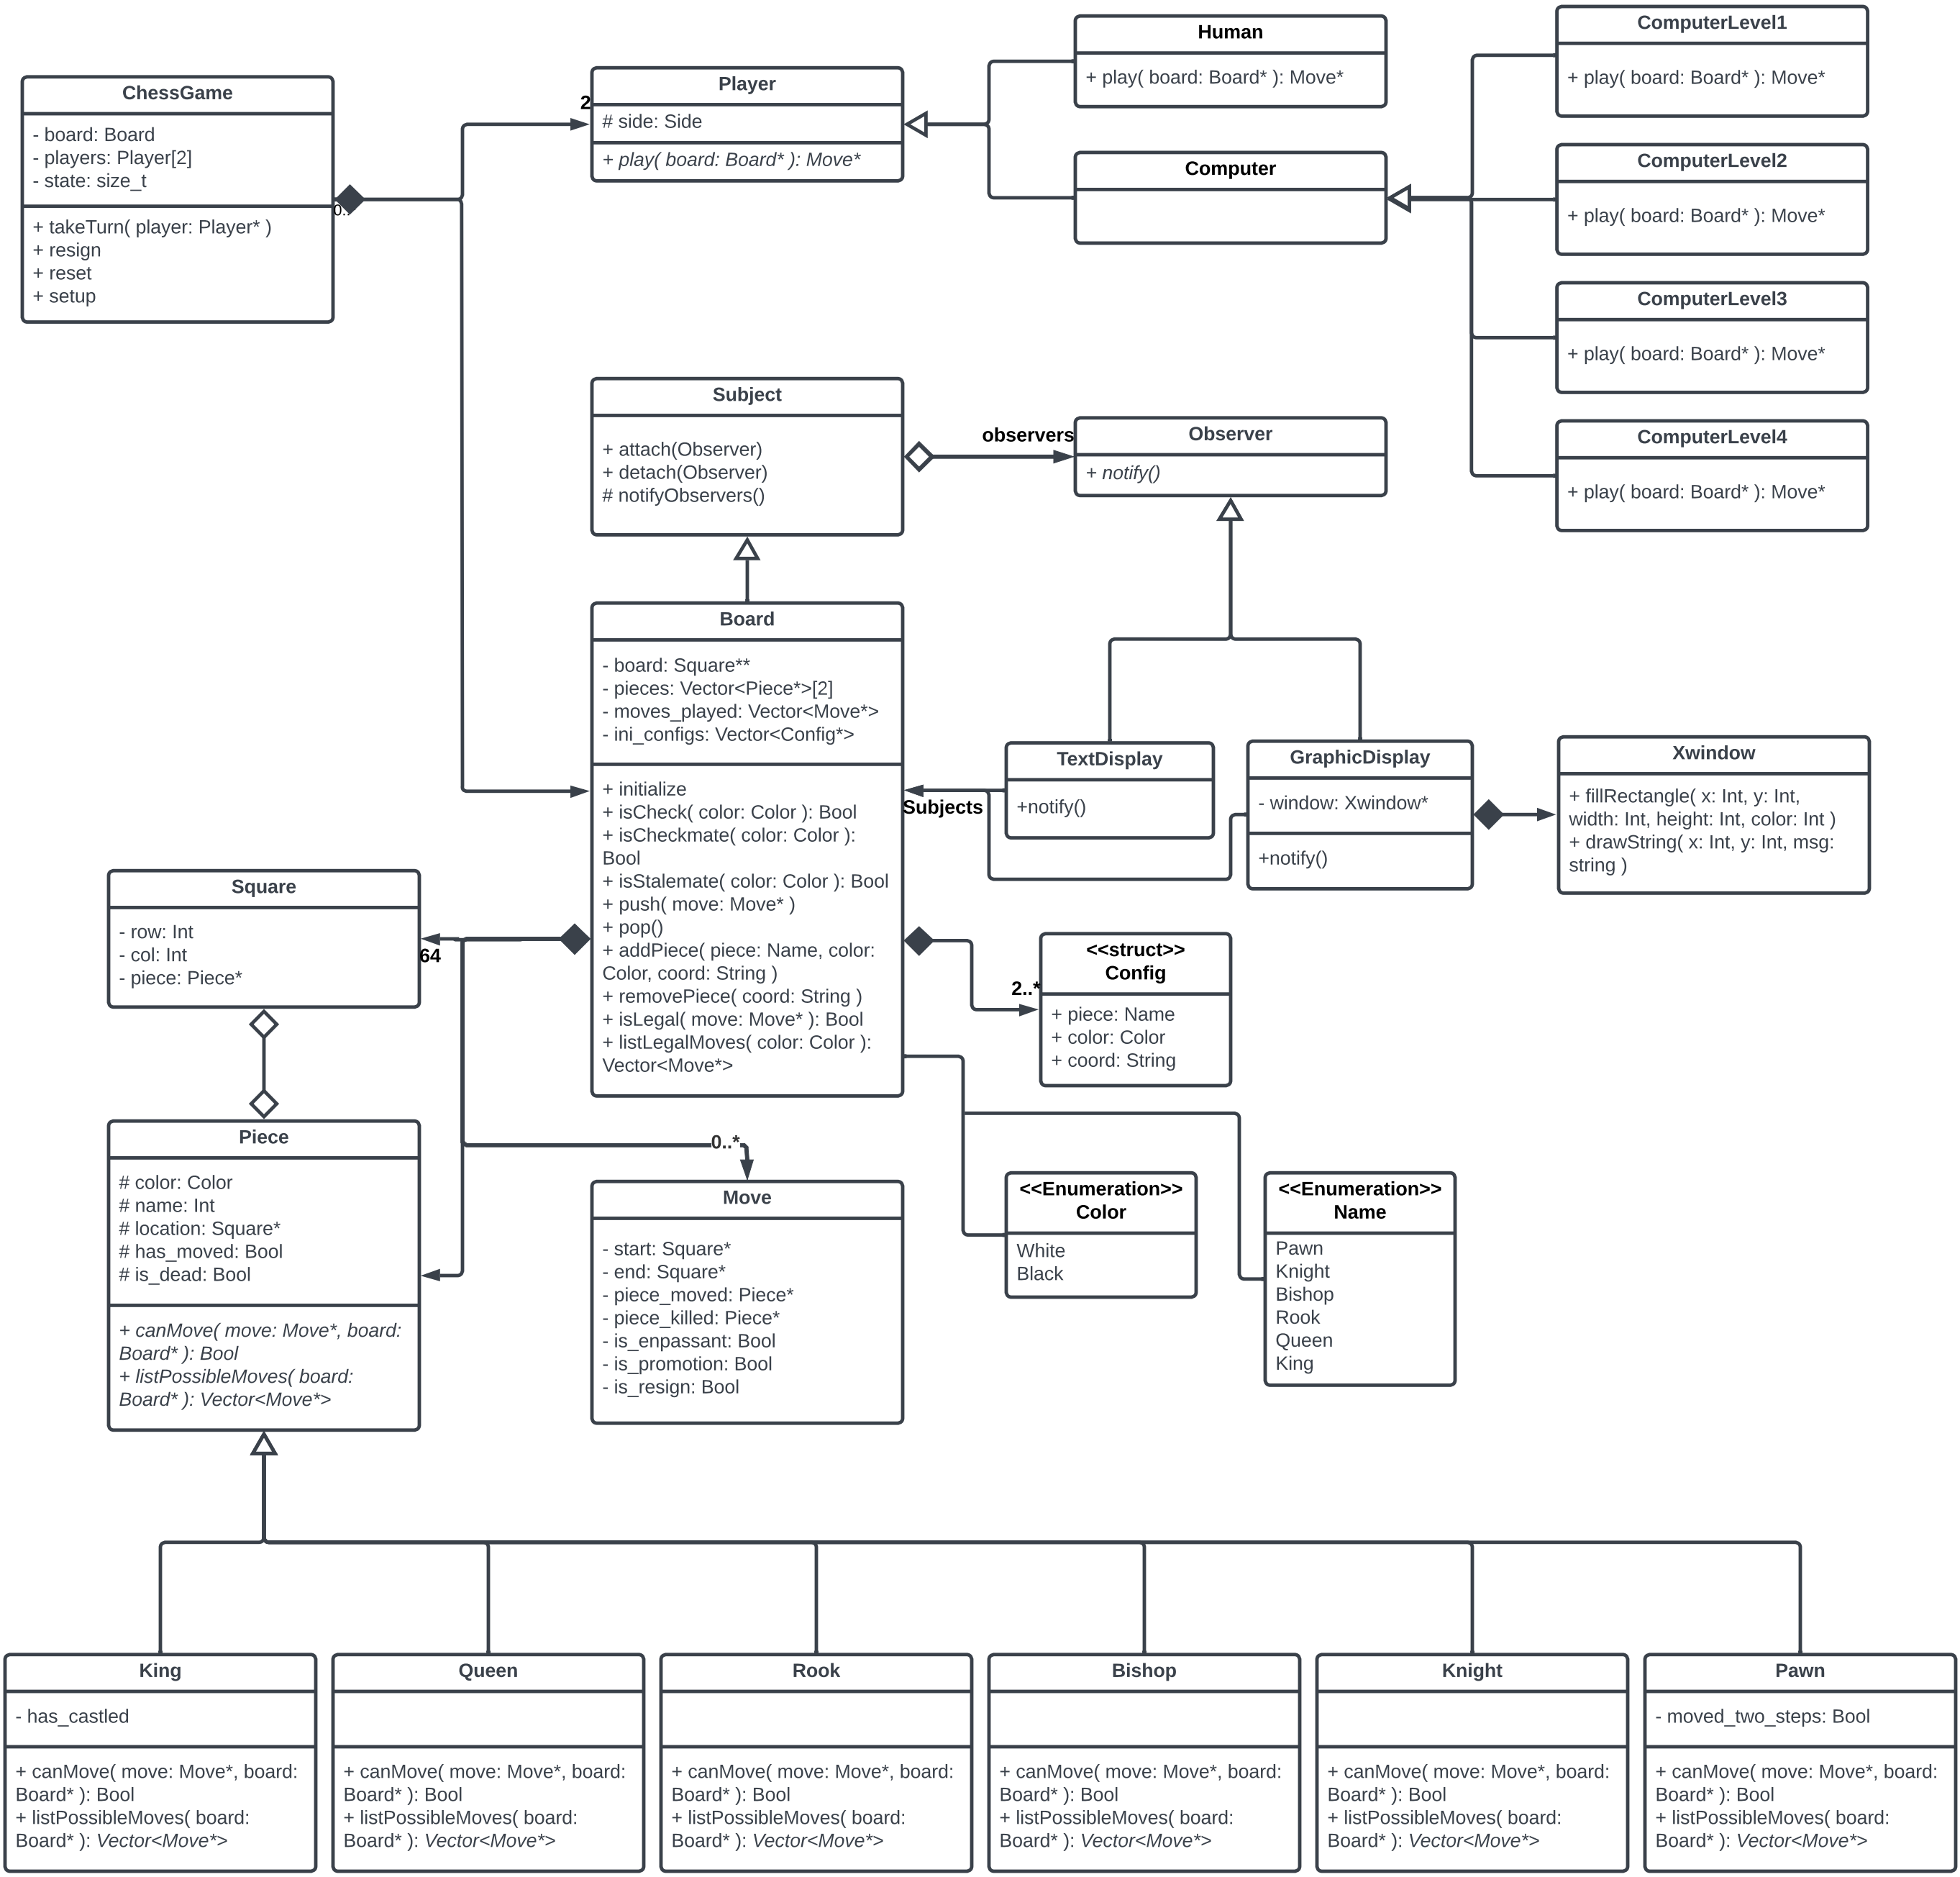 ChessGame
- board: Board
- players: Player[2]
- state: size_t
+ takeTurn( player: Player* )
+ resign
+ reset
+ setup
2
Player
# side: Side
+ play( board: Board* ): Move*
Human
+ play( board: Board* ): Move*
Computer
ComputerLevel1
+ play( board: Board* ): Move*
ComputerLevel2
+ play( board: Board* ): Move*
ComputerLevel3
+ play( board: Board* ): Move*
ComputerLevel4
+ play( board: Board* ): Move*
Subject
+ attach(Observer)
+ detach(Observer)
# notifyObservers()
observers
Observer
+ notify()
Board
- board: Square**
- pieces: Vector<Piece*>[2]
- moves_played: Vector<Move*>
- ini_configs: Vector<Config*>
+ initialize
+ isCheck( color: Color ): Bool
+ isCheckmate( color: Color ):
Bool
+ isStalemate( color: Color ): Bool
+ push( move: Move* )
+ pop()
+ addPiece( piece: Name, color:
Color, coord: String )
+ removePiece( coord: String )
+ isLegal( move: Move* ): Bool
+ listLegalMoves( color: Color ):
Vector<Move*>
Subjects
TextDisplay
+notify()
GraphicDisplay
- window: Xwindow*
+notify()
Xwindow
+ fillRectangle( x: Int, y: Int,
width: Int, height: Int, color: Int )
+ drawString( x: Int, y: Int, msg:
string )
Square
- row: Int
- col: Int
- piece: Piece*
64
2..*
<<struct>>
Config
+ piece: Name
+ color: Color
+ coord: String
Piece
# color: Color
# name: Int
# location: Square*
# has_moved: Bool
# is_dead: Bool
+ canMove( move: Move*, board:
Board* ): Bool
+ listPossibleMoves( board:
Board* ): Vector<Move*>
0..*
Move
- start: Square*
- end: Square*
- piece_moved: Piece*
- piece_killed: Piece*
- is_enpassant: Bool
- is_promotion: Bool
- is_resign: Bool
<<Enumeration>>
Color
White
Black
<<Enumeration>>
Name
Pawn
Knight
Bishop
Rook
Queen
King
King
- has_castled
+ canMove( move: Move*, board:
Board* ): Bool
+ listPossibleMoves( board:
Board* ): Vector<Move*>
Queen
+ canMove( move: Move*, board:
Board* ): Bool
+ listPossibleMoves( board:
Board* ): Vector<Move*>
Rook
+ canMove( move: Move*, board:
Board* ): Bool
+ listPossibleMoves( board:
Board* ): Vector<Move*>
Bishop
+ canMove( move: Move*, board:
Board* ): Bool
+ listPossibleMoves( board:
Board* ): Vector<Move*>
Knight
+ canMove( move: Move*, board:
Board* ): Bool
+ listPossibleMoves( board:
Board* ): Vector<Move*>
Pawn
- moved_two_steps: Bool
+ canMove( move: Move*, board:
Board* ): Bool
+ listPossibleMoves( board:
Board* ): Vector<Move*>